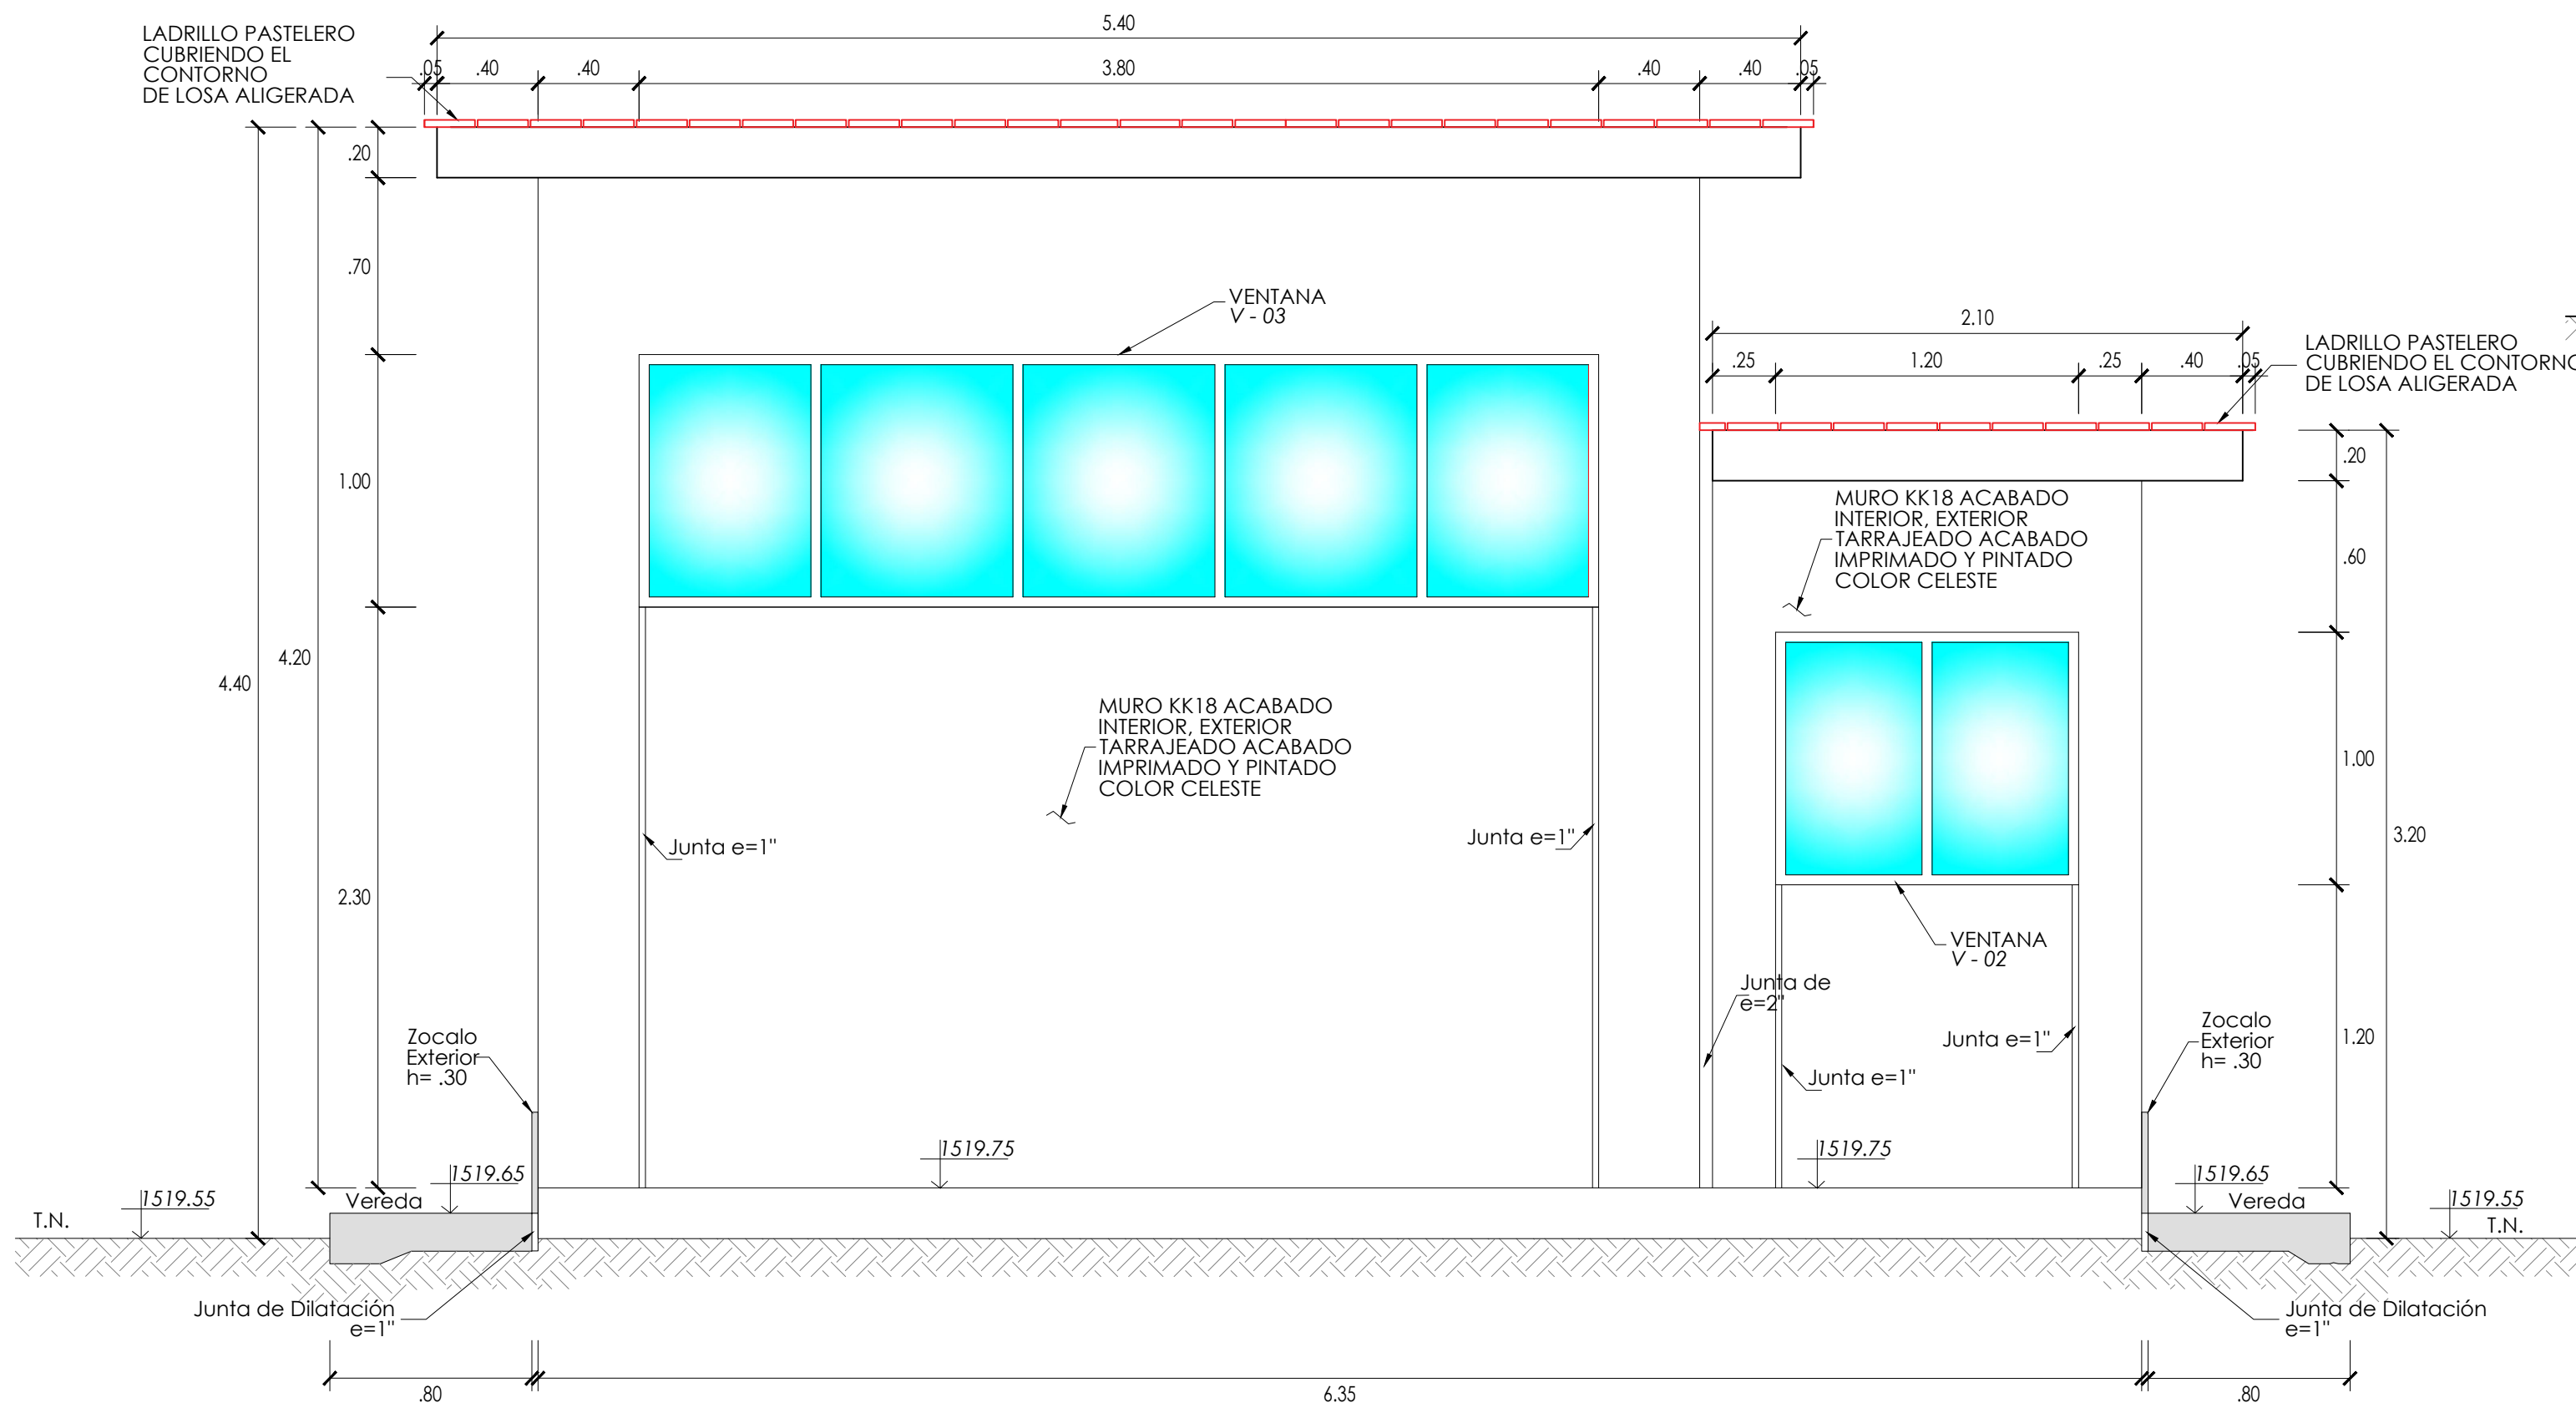 5.40
LADRILLO PASTELERO
CUBRIENDO EL
CONTORNO
DE LOSA ALIGERADA
.05 .40 .40 3.80 .40 .40 .05
.20
.70
VENTANA
V - 03
2.10
LADRILLO PASTELERO
CUBRIENDO EL CONTORNO
DE LOSA ALIGERADA
.25 1.20 .25 .40 .05
1.00
.20
MURO KK18 ACABADO
INTERIOR, EXTERIOR
TARRAJEADO ACABADO
IMPRIMADO Y PINTADO
COLOR CELESTE
.60
4.20
4.40
MURO KK18 ACABADO
INTERIOR, EXTERIOR
TARRAJEADO ACABADO
IMPRIMADO Y PINTADO
COLOR CELESTE
1.00
3.20
Junta e=1"
Junta e=1"
2.30
VENTANA
V - 02
Junta de
e=2"
Zocalo
Exterior
h= .30
Junta e=1"
Junta e=1"
Zocalo
Exterior
h= .30
1.20
1519.75
1519.75
1519.65
1519.65
Vereda
Vereda
1519.55
1519.55
T.N.
T.N.
Junta de Dilatación
e=1"
Junta de Dilatación
e=1"
.80 6.35 .80